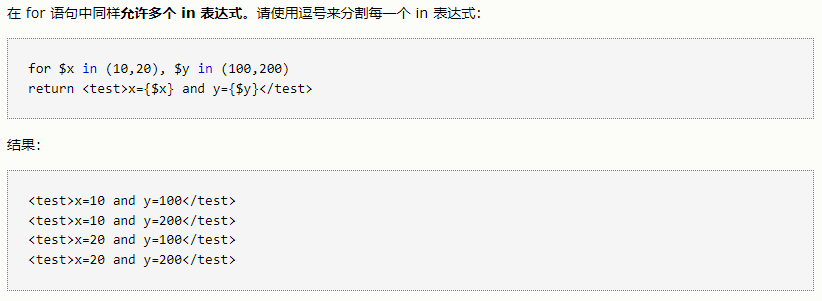 在 for 语句中同样允许多个 in 表达式。请使用逗号来分割每一个 in 表达式：
for $x in (10,20), $y in (100,200)
return <test>x={$x} and y={$y}</test>
结果：
<test>x=10 and y=100</test>
<test>x=10 and y=200</test>
<test>x=20 and y=100</test>
<test>x=20 and y=200</test>